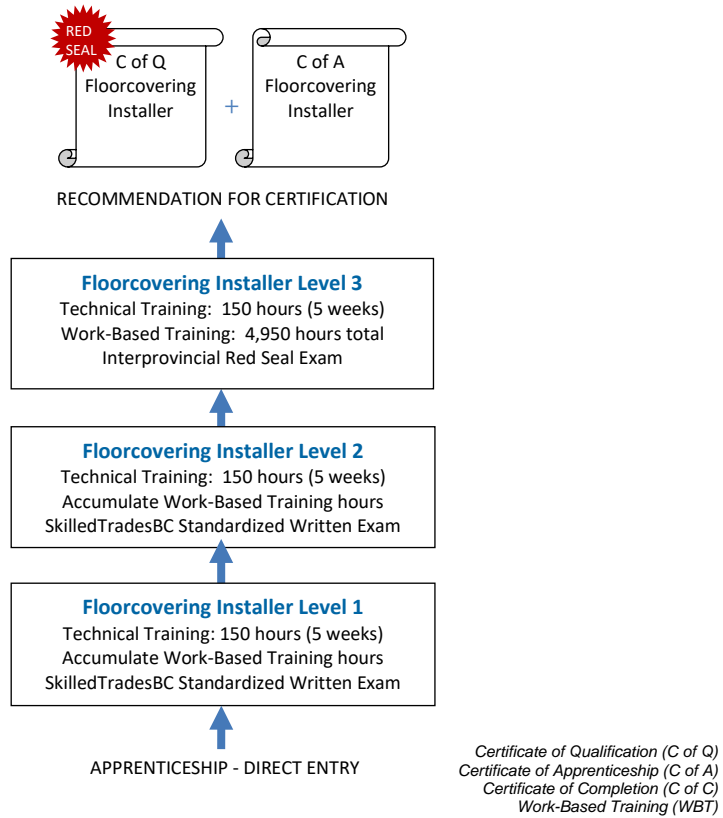 RED
SEAL
C of Q
Floorcovering
Installer
+
C of A
Floorcovering
Installer
RECOMMENDATION FOR CERTIFICATION
Floorcovering Installer Level 3
Technical Training: 150 hours (5 weeks)
Work-Based Training: 4,950 hours total
Interprovincial Red Seal Exam
Floorcovering Installer Level 2
Technical Training: 150 hours (5 weeks)
Accumulate Work-Based Training hours
SkilledTradesBC Standardized Written Exam
Floorcovering Installer Level 1
Technical Training: 150 hours (5 weeks)
Accumulate Work-Based Training hours
SkilledTradesBC Standardized Written Exam
APPRENTICESHIP - DIRECT ENTRY
Certificate of Qualification (C of Q)
Certificate of Apprenticeship (C of A)
Certificate of Completion (C of C)
Work-Based Training (WBT)